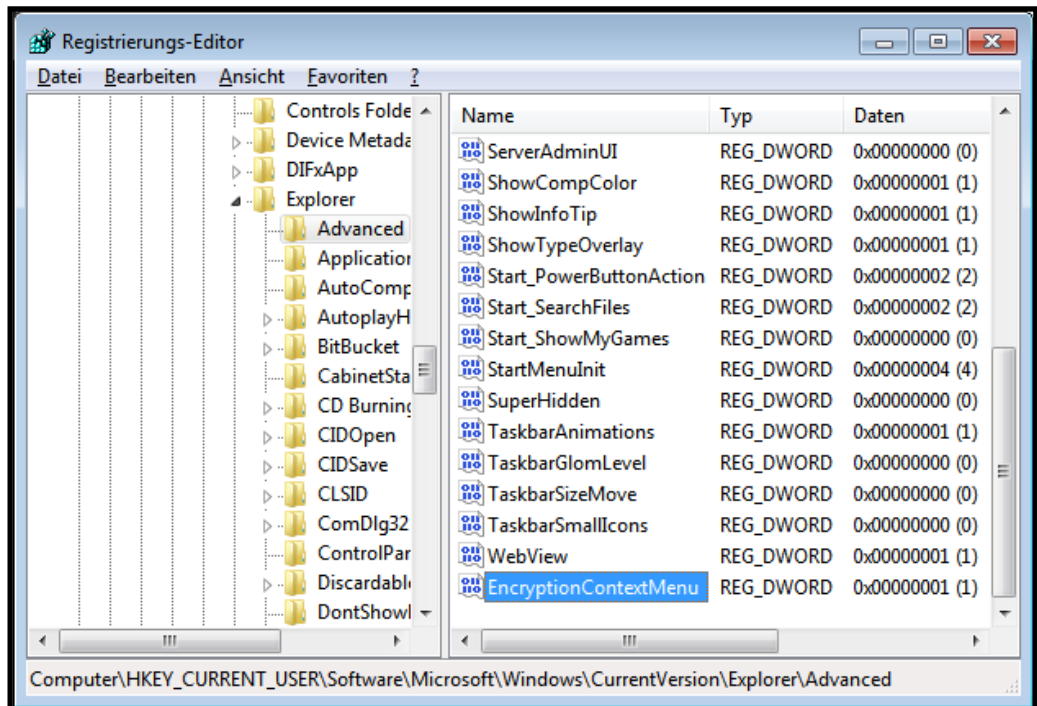 Registrierungs-Editor
Datei Bearbeiten Ansicht Favoriten ?
Controls Folde
Device Metada
DIFxApp
Explorer
Advanced
Application
AutoComp
AutoplayH
BitBucket
CabinetSta
CD Burning
CIDOpen
CIDSave
CLSID
ComDlg32
ControlPar
Discardable
DontShowI
Name Typ Daten
ServerAdminUI REG_DWORD 0x00000000 (0)
ShowCompColor REG_DWORD 0x00000001 (1)
ShowInfoTip REG_DWORD 0x00000001 (1)
ShowTypeOverlay REG_DWORD 0x00000001 (1)
Start_PowerButtonAction REG_DWORD 0x00000002 (2)
Start_SearchFiles REG_DWORD 0x00000002 (2)
Start_ShowMyGames REG_DWORD 0x00000000 (0)
StartMenuInit REG_DWORD 0x00000004 (4)
SuperHidden REG_DWORD 0x00000000 (0)
TaskbarAnimations REG_DWORD 0x00000001 (1)
TaskbarGlomLevel REG_DWORD 0x00000000 (0)
TaskbarSizeMove REG_DWORD 0x00000000 (0)
TaskbarSmallIcons REG_DWORD 0x00000000 (0)
WebView REG_DWORD 0x00000001 (1)
EncryptionContextMenu REG_DWORD 0x00000001 (1)
Computer\HKEY_CURRENT_USER\Software\Microsoft\Windows\CurrentVersion\Explorer\Advanced